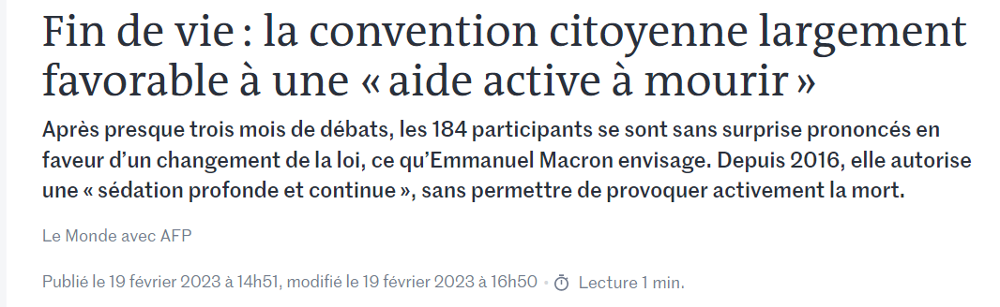 Fin de vie : la convention citoyenne largement
favorable à une « aide active à mourir »
Après presque trois mois de débats, les 184 participants se sont sans surprise prononcés en
faveur d’un changement de la loi, ce qu’Emmanuel Macron envisage. Depuis 2016, elle autorise
une « sédation profonde et continue », sans permettre de provoquer activement la mort.
Le Monde avec AFP
Publié le 19 février 2023 à 14h51, modifié le 19 février 2023 à 16h50 • Lecture 1 min.